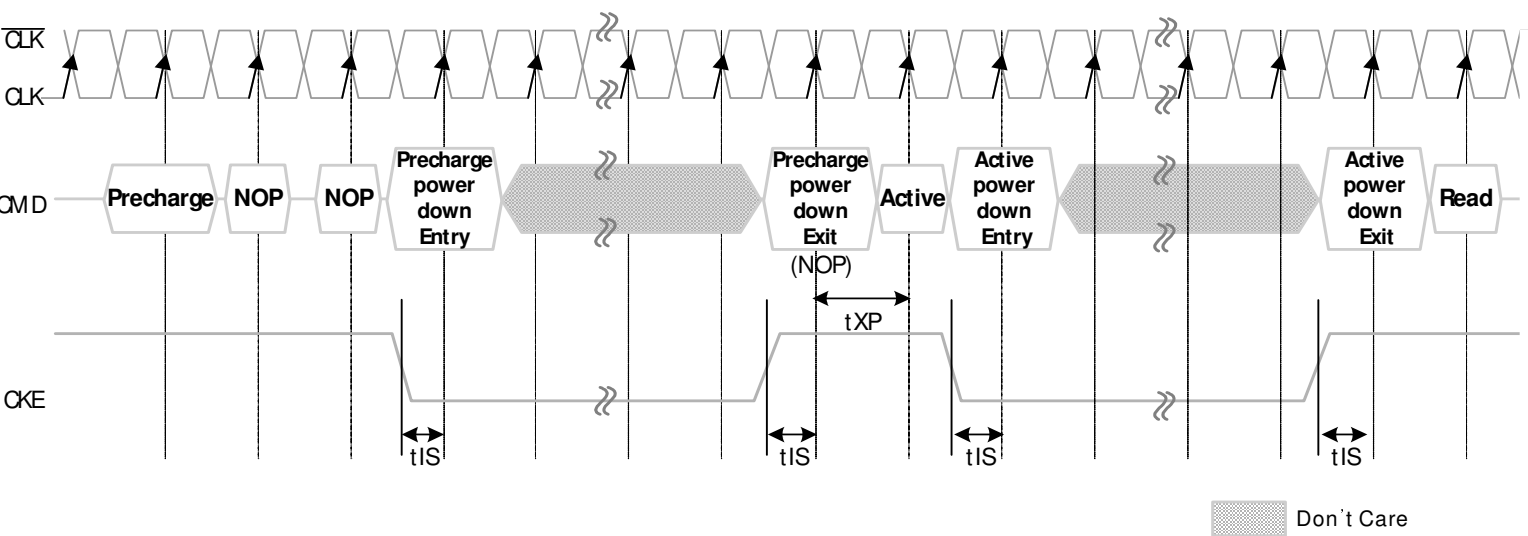 CLK
CLK
CMD
Precharge
NOP
NOP
Precharge
power
down
Entry
Precharge
power
down
Exit
(NOP)
Active
Active
power
down
Entry
Active
power
down
Exit
Read
tXP
CKE
tIS
tIS
tIS
tIS
Don't Care